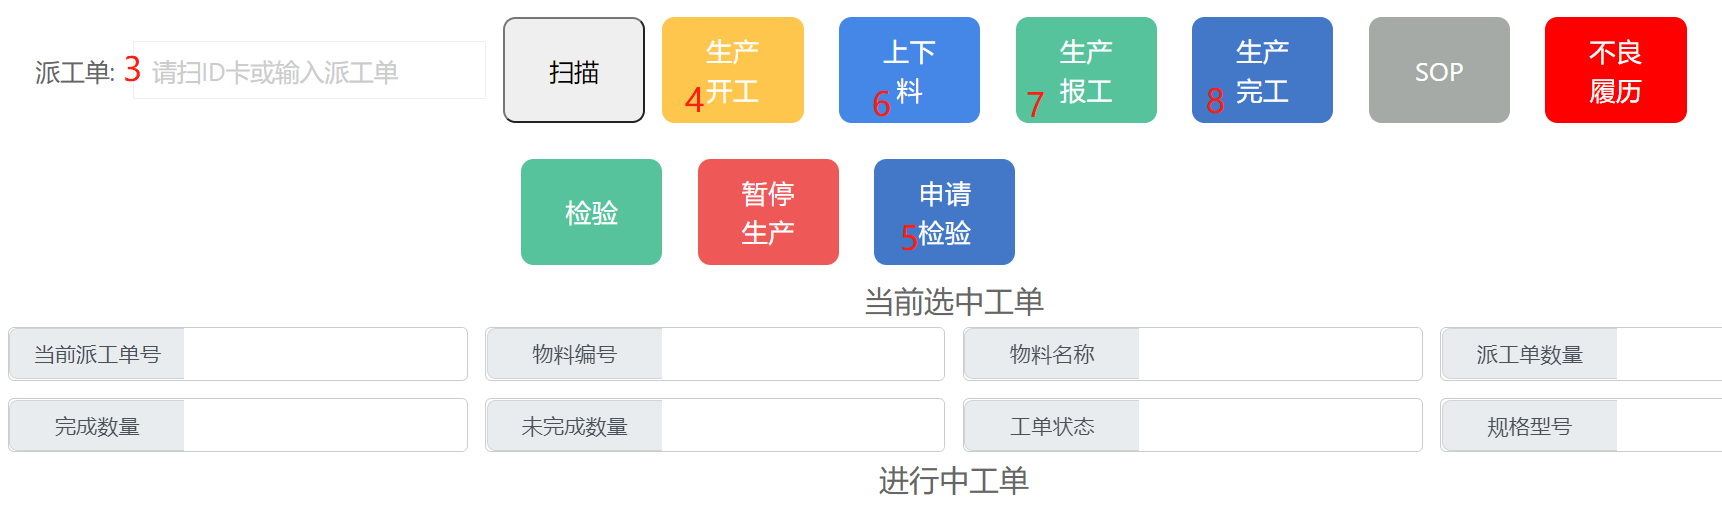 派工单: 3 请扫ID卡或输入派工单
扫描
生产
4开工
上下
6 料
生产
7 报工
生产
8 完工
SOP
不良
履历
检验
暂停
生产
申请
5检验
当前选中工单
当前派工单号
物料编号
物料名称
派工单数量
完成数量
未完成数量
工单状态
规格型号
进行中工单